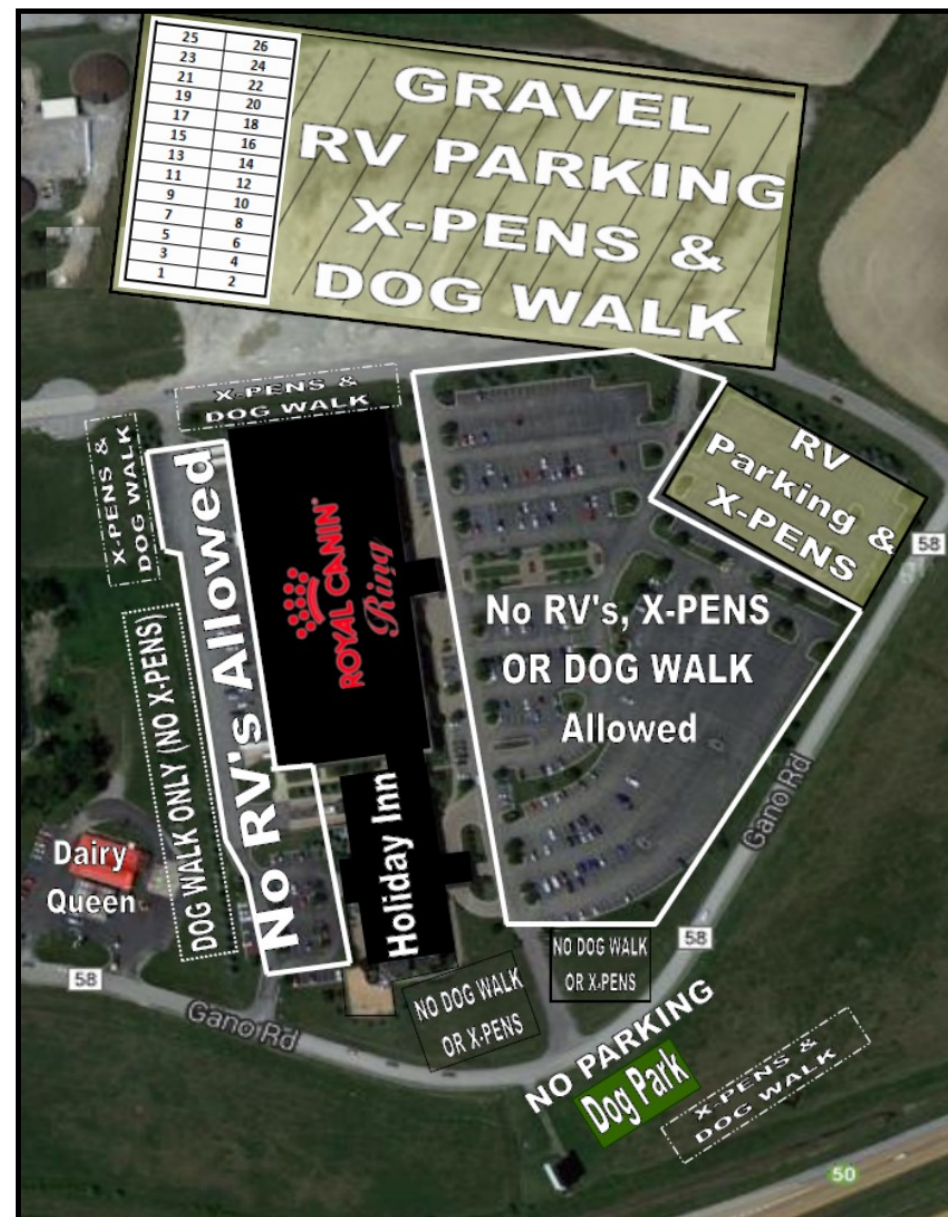 25 26
23 24
21 22
19 20
17 18
15 16
13 14
11 12
9 10
7 8
5 6
3 4
1 2
GRAVEL
RV PARKING
X-PENS &
DOG WALK
X-PENS &
DOG WALK
X-PENS &
DOG WALK
RV
Parking &
X-PENS
58
No RV's Allowed
ROYAL CANIN®
Ring
No RV's, X-PENS
OR DOG WALK
Allowed
DOG WALK ONLY (NO X-PENS)
Holiday Inn
Gano Rd
Dairy
Queen
58
58
Gano Rd
NO DOG WALK
OR X-PENS
NO DOG WALK
OR X-PENS
NO PARKING
Dog Park
X-PENS &
DOG WALK
50